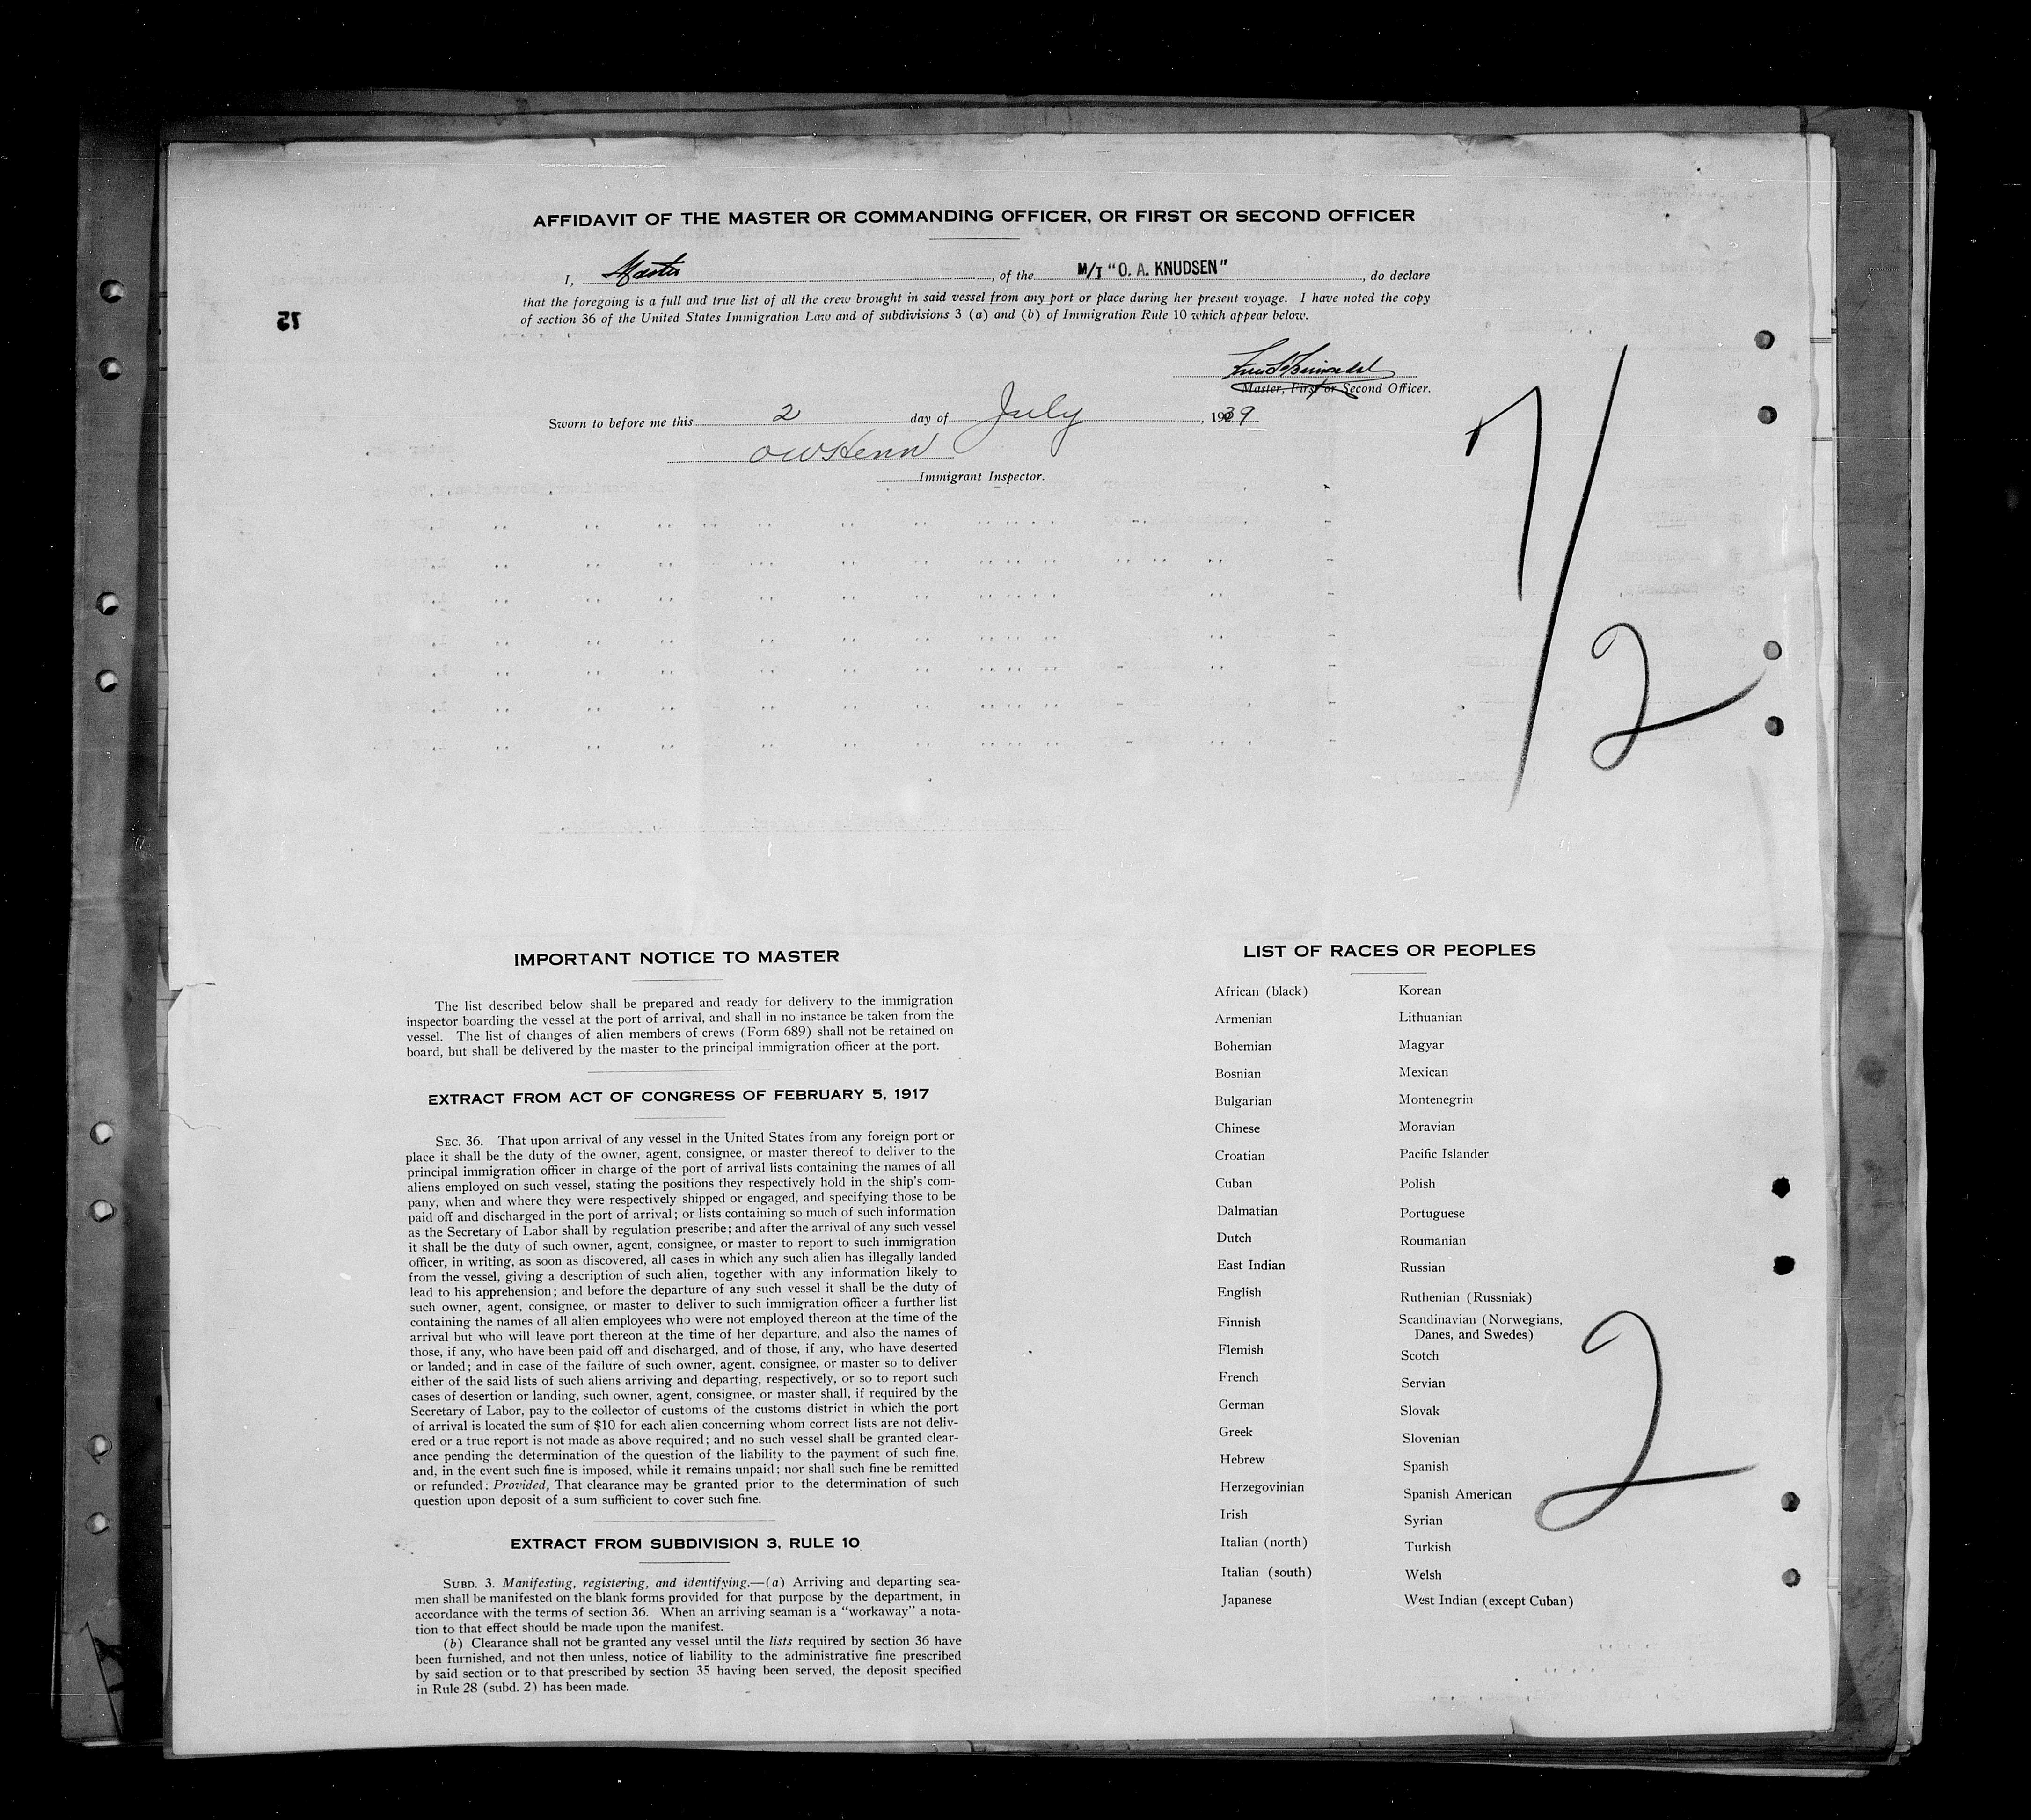 AFFIDAVIT OF THE MASTER OR COMMANDING OFFICER, OR FIRST OR SECOND OFFICER
I, Master, of the M/T "O. A. KNUDSEN", do declare
that the foregoing is a full and true list of all the crew brought in said vessel from any port or place during her present voyage. I have noted the copy
of section 36 of the United States Immigration Law and of subdivisions 3 (a) and (b) of Immigration Rule 10 which appear below.
75
Master, First or Second Officer.
Sworn to before me this 2 day of July, 1939
Immigrant Inspector.
7/2
IMPORTANT NOTICE TO MASTER
The list described below shall be prepared and ready for delivery to the immigration
inspector boarding the vessel at the port of arrival, and shall in no instance be taken from the
vessel. The list of changes of alien members of crews (Form 689) shall not be retained on
board, but shall be delivered by the master to the principal immigration officer at the port.
EXTRACT FROM ACT OF CONGRESS OF FEBRUARY 5, 1917
SEC. 36. That upon arrival of any vessel in the United States from any foreign port or
place it shall be the duty of the owner, agent, consignee, or master thereof to deliver to the
principal immigration officer in charge of the port of arrival lists containing the names of all
aliens employed on such vessel, stating the positions they respectively hold in the ship's com-
pany, when and where they were respectively shipped or engaged, and specifying those to be
paid off and discharged in the port of arrival; or lists containing so much of such information
as the Secretary of Labor shall by regulation prescribe; and after the arrival of any such vessel
it shall be the duty of such owner, agent, consignee, or master to report to such immigration
officer, in writing, as soon as discovered, all cases in which any such alien has illegally landed
from the vessel, giving a description of such alien, together with any information likely to
lead to his apprehension; and before the departure of any such vessel it shall be the duty of
such owner, agent, consignee, or master to deliver to such immigration officer a further list
containing the names of all alien employees who were not employed thereon at the time of the
arrival but who will leave port thereon at the time of her departure, and also the names of
those, if any, who have been paid off and discharged, and of those, if any, who have deserted
or landed; and in case of the failure of such owner, agent, consignee, or master so to deliver
either of the said lists of such aliens arriving and departing, respectively, or so to report such
cases of desertion or landing, such owner, agent, consignee, or master shall, if required by the
Secretary of Labor, pay to the collector of customs of the customs district in which the port
of arrival is located the sum of $10 for each alien concerning whom correct lists are not deliv-
ered or a true report is not made as above required; and no such vessel shall be granted clear-
ance pending the determination of the question of the liability to the payment of such fine,
and, in the event such fine is imposed, while it remains unpaid; nor shall such fine be remitted
or refunded: Provided, That clearance may be granted prior to the determination of such
question upon deposit of a sum sufficient to cover such fine.
EXTRACT FROM SUBDIVISION 3, RULE 10
SUBD. 3. Manifesting, registering, and identifying.—(a) Arriving and departing sea-
men shall be manifested on the blank forms provided for that purpose by the department, in
accordance with the terms of section 36. When an arriving seaman is a "workaway" a nota-
tion to that effect should be made upon the manifest.
(b) Clearance shall not be granted any vessel until the lists required by section 36 have
been furnished, and not then unless, notice of liability to the administrative fine prescribed
by said section or to that prescribed by section 35 having been served, the deposit specified
in Rule 28 (subd. 2) has been made.
LIST OF RACES OR PEOPLES
African (black)
Armenian
Bohemian
Bosnian
Bulgarian
Chinese
Croatian
Cuban
Dalmatian
Dutch
East Indian
English
Finnish
Flemish
French
German
Greek
Hebrew
Herzegovinian
Irish
Italian (north)
Italian (south)
Japanese
Korean
Lithuanian
Magyar
Mexican
Montenegrin
Moravian
Pacific Islander
Polish
Portuguese
Roumanian
Russian
Ruthenian (Russniak)
Scandinavian (Norwegians,
Danes, and Swedes)
Scotch
Servian
Slovak
Slovenian
Spanish
Spanish American
Syrian
Turkish
Welsh
West Indian (except Cuban)
2